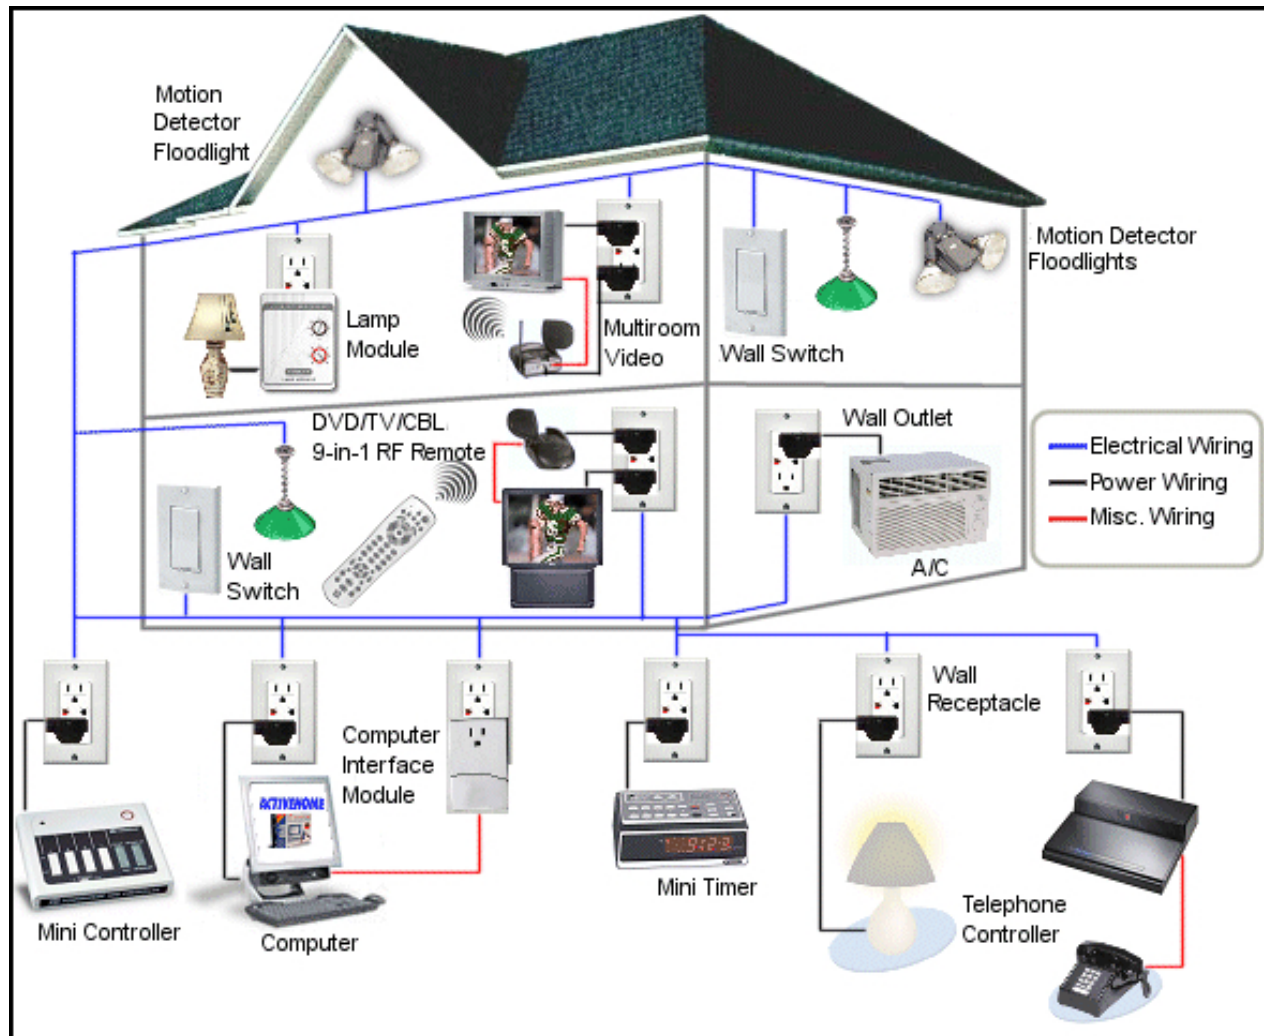 Motion
Detector
Floodlight
Motion Detector
Floodlights
Lamp
Module
Multiroom
Video
Wall Switch
DVD/TV/CBL
9-in-1 RF Remote
Wall Outlet
Electrical Wiring
Power Wiring
Misc. Wiring
Wall
Switch
A/C
Wall
Receptacle
Computer
Interface
Module
ACTIVEHOME
Mini Timer
Mini Controller
Computer
Telephone
Controller